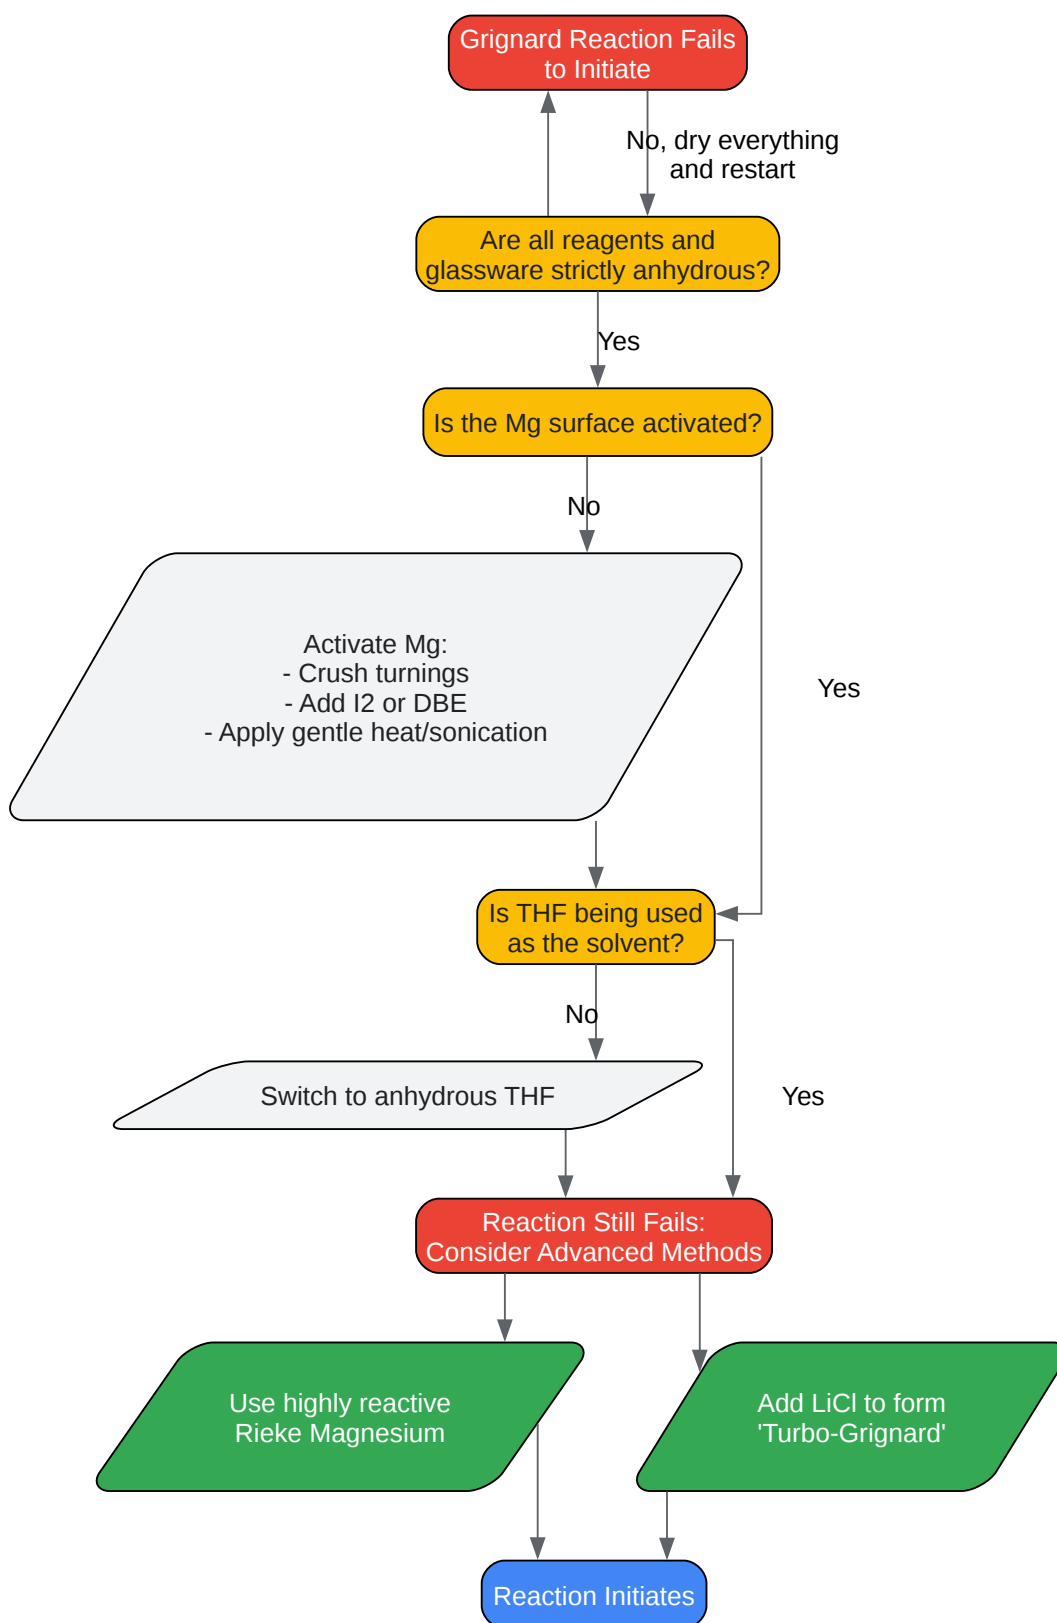 Grignard Reaction Fails
to Initiate
No, dry everything
and restart
Are all reagents and
glassware strictly anhydrous?
Yes
Is the Mg surface activated?
No
Activate Mg:
- Crush turnings
- Add I2 or DBE
- Apply gentle heat/sonication
Yes
Is THF being used
as the solvent?
No
Switch to anhydrous THF
Yes
Reaction Still Fails:
Consider Advanced Methods
Use highly reactive
Rieke Magnesium
Add LiCl to form
'Turbo-Grignard'
Reaction Initiates